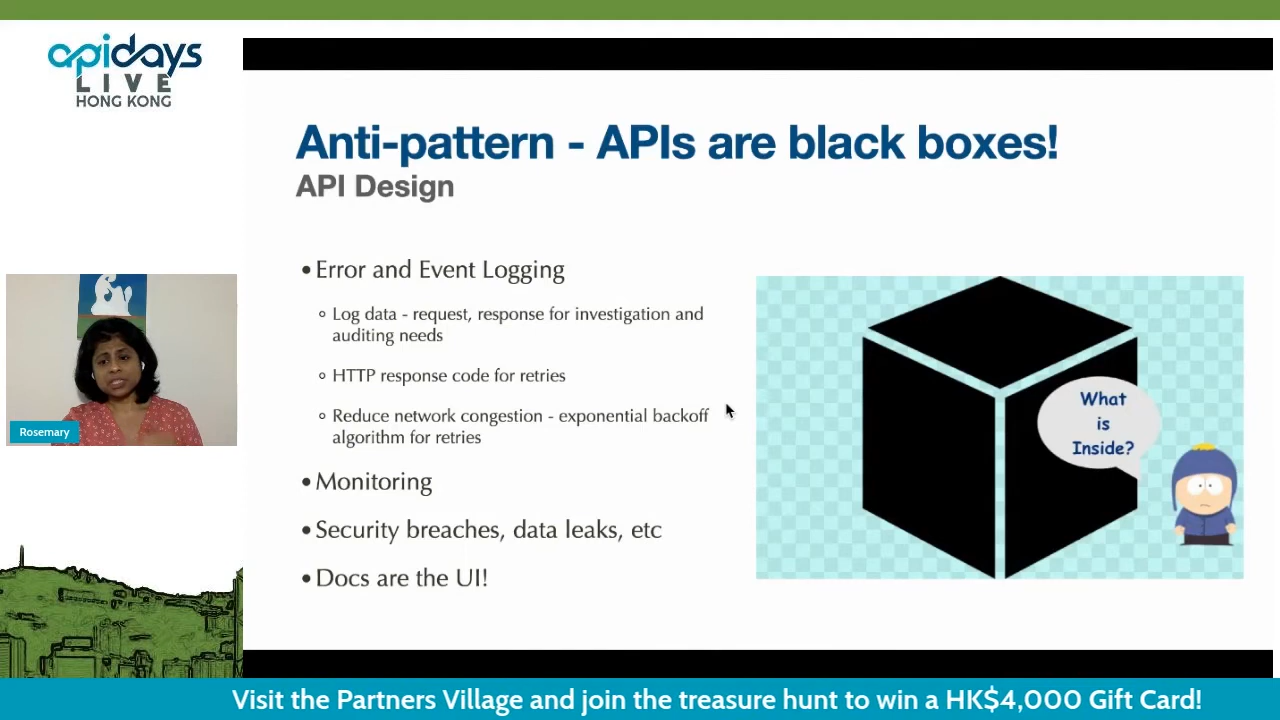 apidays
LIVE
HONG KONG
Anti-pattern - APIs are black boxes!
API Design
•Error and Event Logging
◦ Log data - request, response for investigation and
auditing needs
◦ HTTP response code for retries
◦ Reduce network congestion - exponential backoff
algorithm for retries
•Monitoring
•Security breaches, data leaks, etc
•Docs are the UI!
What
is
Inside?
Rosemary
Visit the Partners Village and join the treasure hunt to win a HK$4,000 Gift Card!